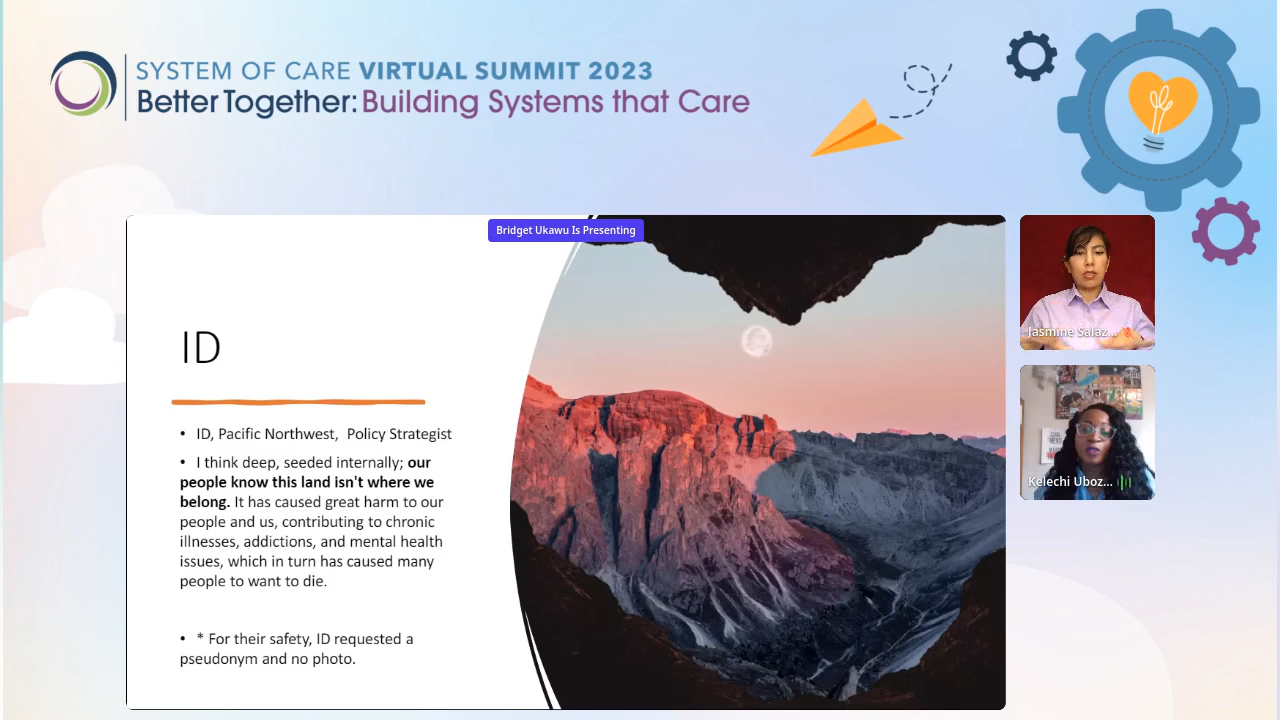 SYSTEM OF CARE VIRTUAL SUMMIT 2023
Better Together: Building Systems that Care
Bridget Ukawu Is Presenting
ID
• ID, Pacific Northwest, Policy Strategist
• I think deep, seeded internally; our
people know this land isn't where we
belong. It has caused great harm to our
people and us, contributing to chronic
illnesses, addictions, and mental health
issues, which in turn has caused many
people to want to die.
• * For their safety, ID requested a
pseudonym and no photo.
Jasmine Salaz...
Kelechi Uboz...